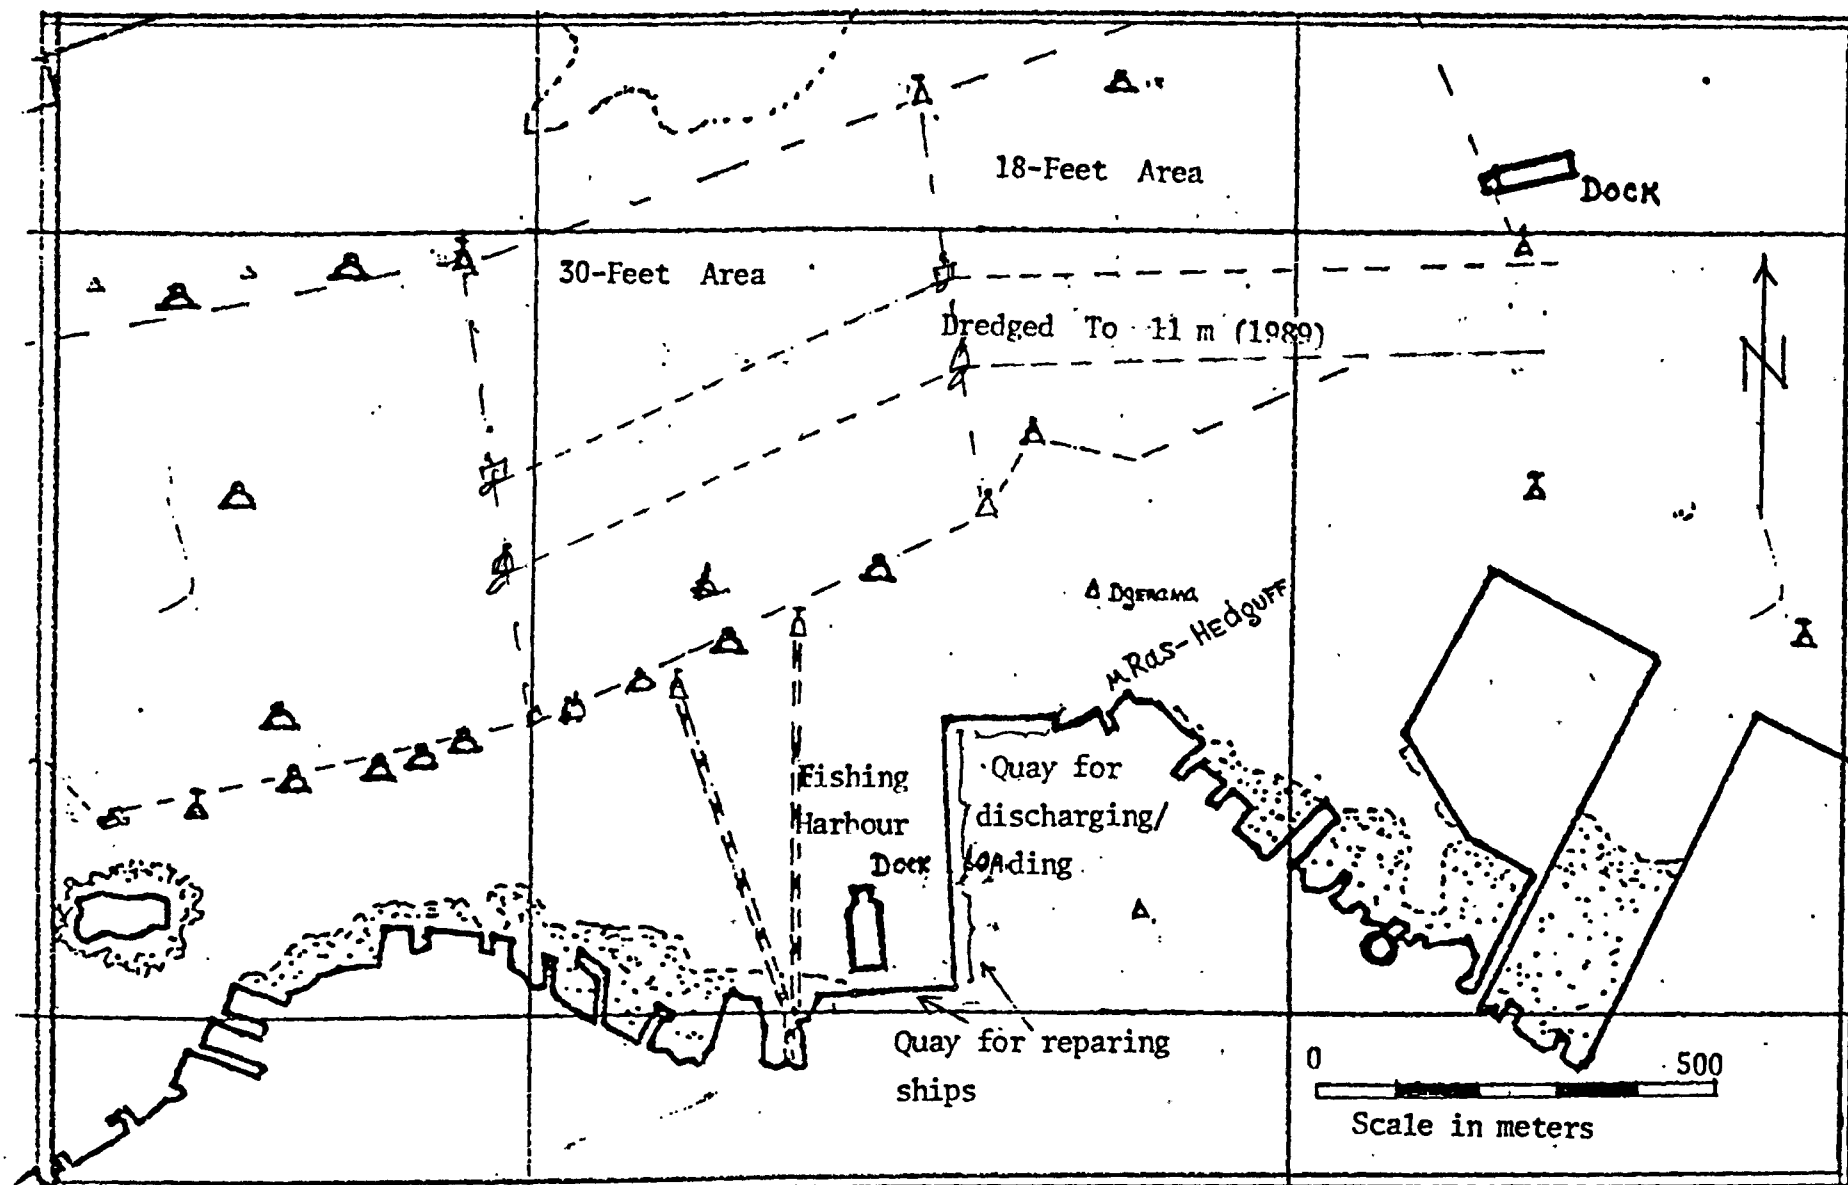 18-Feet Area
DOCK
30-Feet Area
Dredged To 11 m (1989)
N
Dgenama
Ras-Hedguff
Fishing
Harbour
Dock
Quay for
discharging/
loading
Quay for reparing
ships
0 500
Scale in meters